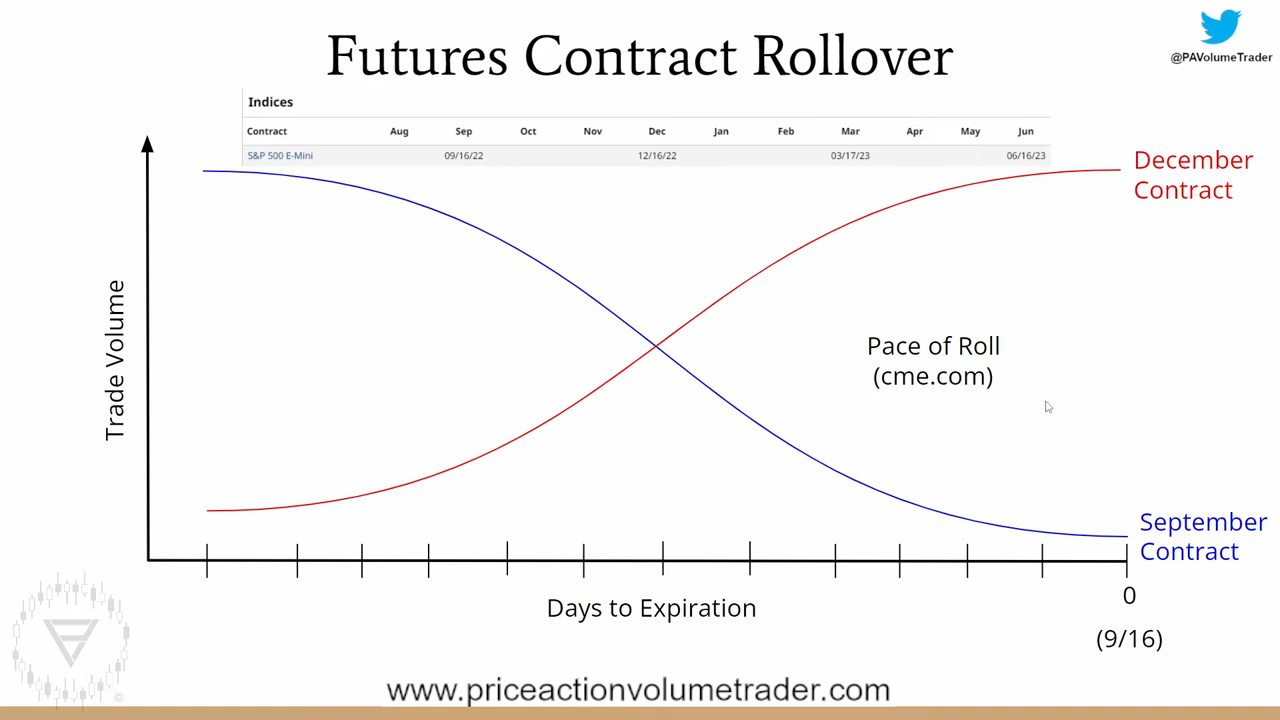 Futures Contract Rollover
@PAVolumeTrader
Indices
Contract Aug Sep Oct Nov Dec Jan Feb Mar Apr May Jun
S&P 500 E-Mini 09/16/22 12/16/22 03/17/23 06/16/23
December
Contract
Trade Volume
Pace of Roll
(cme.com)
September
Contract
0
Days to Expiration
(9/16)
©
www.priceactionvolumetrader.com